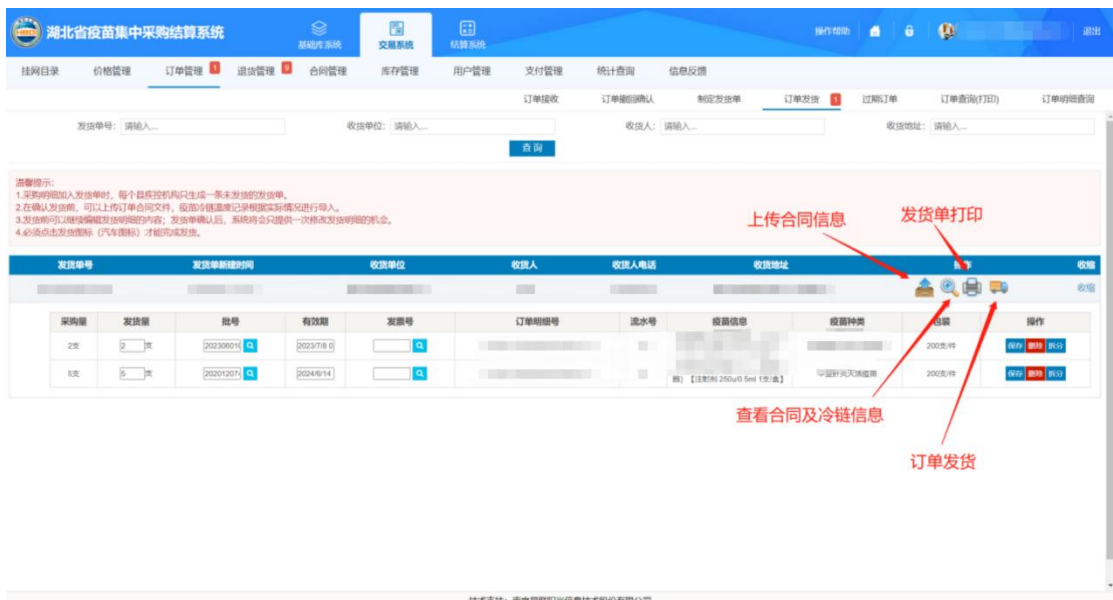 湖北省疫苗集中采购结算系统
基础库系统
交易系统
结算系统
操作帮助
退出
挂网目录 价格管理 订单管理 1 退货管理 9 合同管理 库存管理 用户管理 支付管理 统计查询 信息反馈
订单接收 订单撤回确认 制定发货单 订单发货 1 过期订单 订单查询(打印) 订单明细查询
发货单号: 请输入... 收货单位: 请输入... 收货人: 请输入... 收货地址: 请输入...
查询
温馨提示:
1.采购明细加入发货单时，每个县疾控机构只生成一条未发货的发货单。
2.在确认发货前，可以上传订单合同文件，疫苗冷链温度记录根据实际情况进行导入。
3.发货前可以继续编辑发货明细的内容；发货单确认后，系统将会只提供一次修改发货明细的机会。
4.必须点击发货图标（汽车图标）才能完成发货。
上传合同信息
发货单打印
发货单号 发货单新建时间 收货单位 收货人 收货人电话 收货地址 收缩
收缩
采购量 发货量 批号 有效期 发票号 订单明细号 流水号 疫苗信息 疫苗种类 包装 操作
2支 2 支 2023/7/8 0 200支/件 保存 删除 拆分
5支 5 支 2024/6/14 【注射剂 250u/0.5ml 1支/盒】 200支/件 保存 删除 拆分
查看合同及冷链信息
订单发货